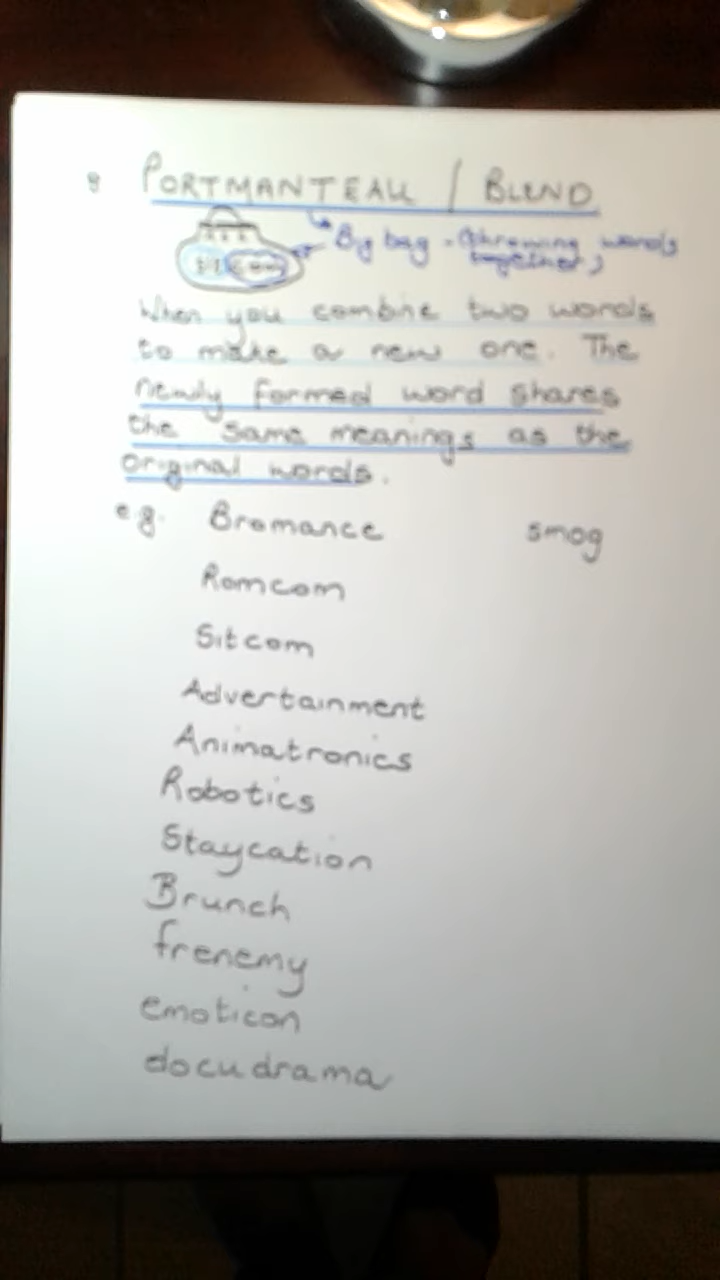 PORTMANTEAU / BLEND
Big bag - (throwing words
together)
When you combine two words
to make a new one. The
newly formed word shares
the same meanings as the
original words.
e.g. Bromance smog
Romcom
Sitcom
Advertainment
Animatronics
Robotics
Staycation
Brunch
frenemy
emoticon
docudrama